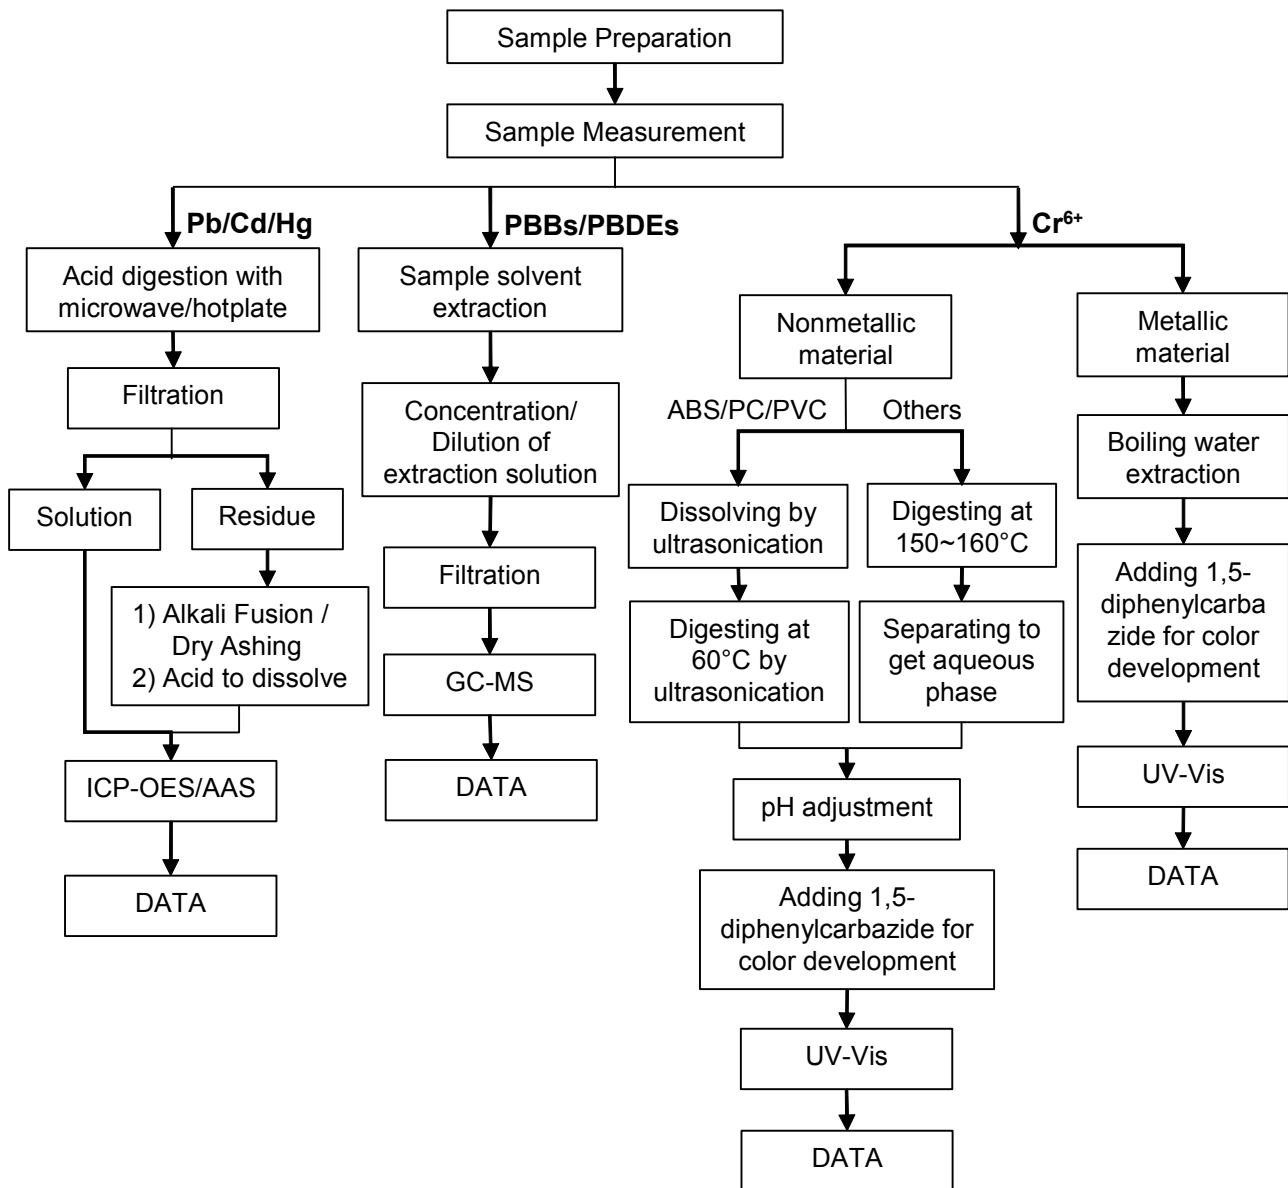 Sample Preparation
Sample Measurement
Pb/Cd/Hg
PBBs/PBDEs
Cr⁶⁺
Acid digestion with
microwave/hotplate
Filtration
Solution
Residue
1) Alkali Fusion /
Dry Ashing
2) Acid to dissolve
ICP-OES/AAS
DATA
Sample solvent
extraction
Concentration/
Dilution of
extraction solution
Filtration
GC-MS
DATA
Nonmetallic
material
ABS/PC/PVC
Others
Dissolving by
ultrasonication
Digesting at
60°C by
ultrasonication
Digesting at
150~160°C
Separating to
get aqueous
phase
pH adjustment
Adding 1,5-
diphenylcarbazide for
color development
UV-Vis
DATA
Metallic
material
Boiling water
extraction
Adding 1,5-
diphenylcarba
zide for color
development
UV-Vis
DATA